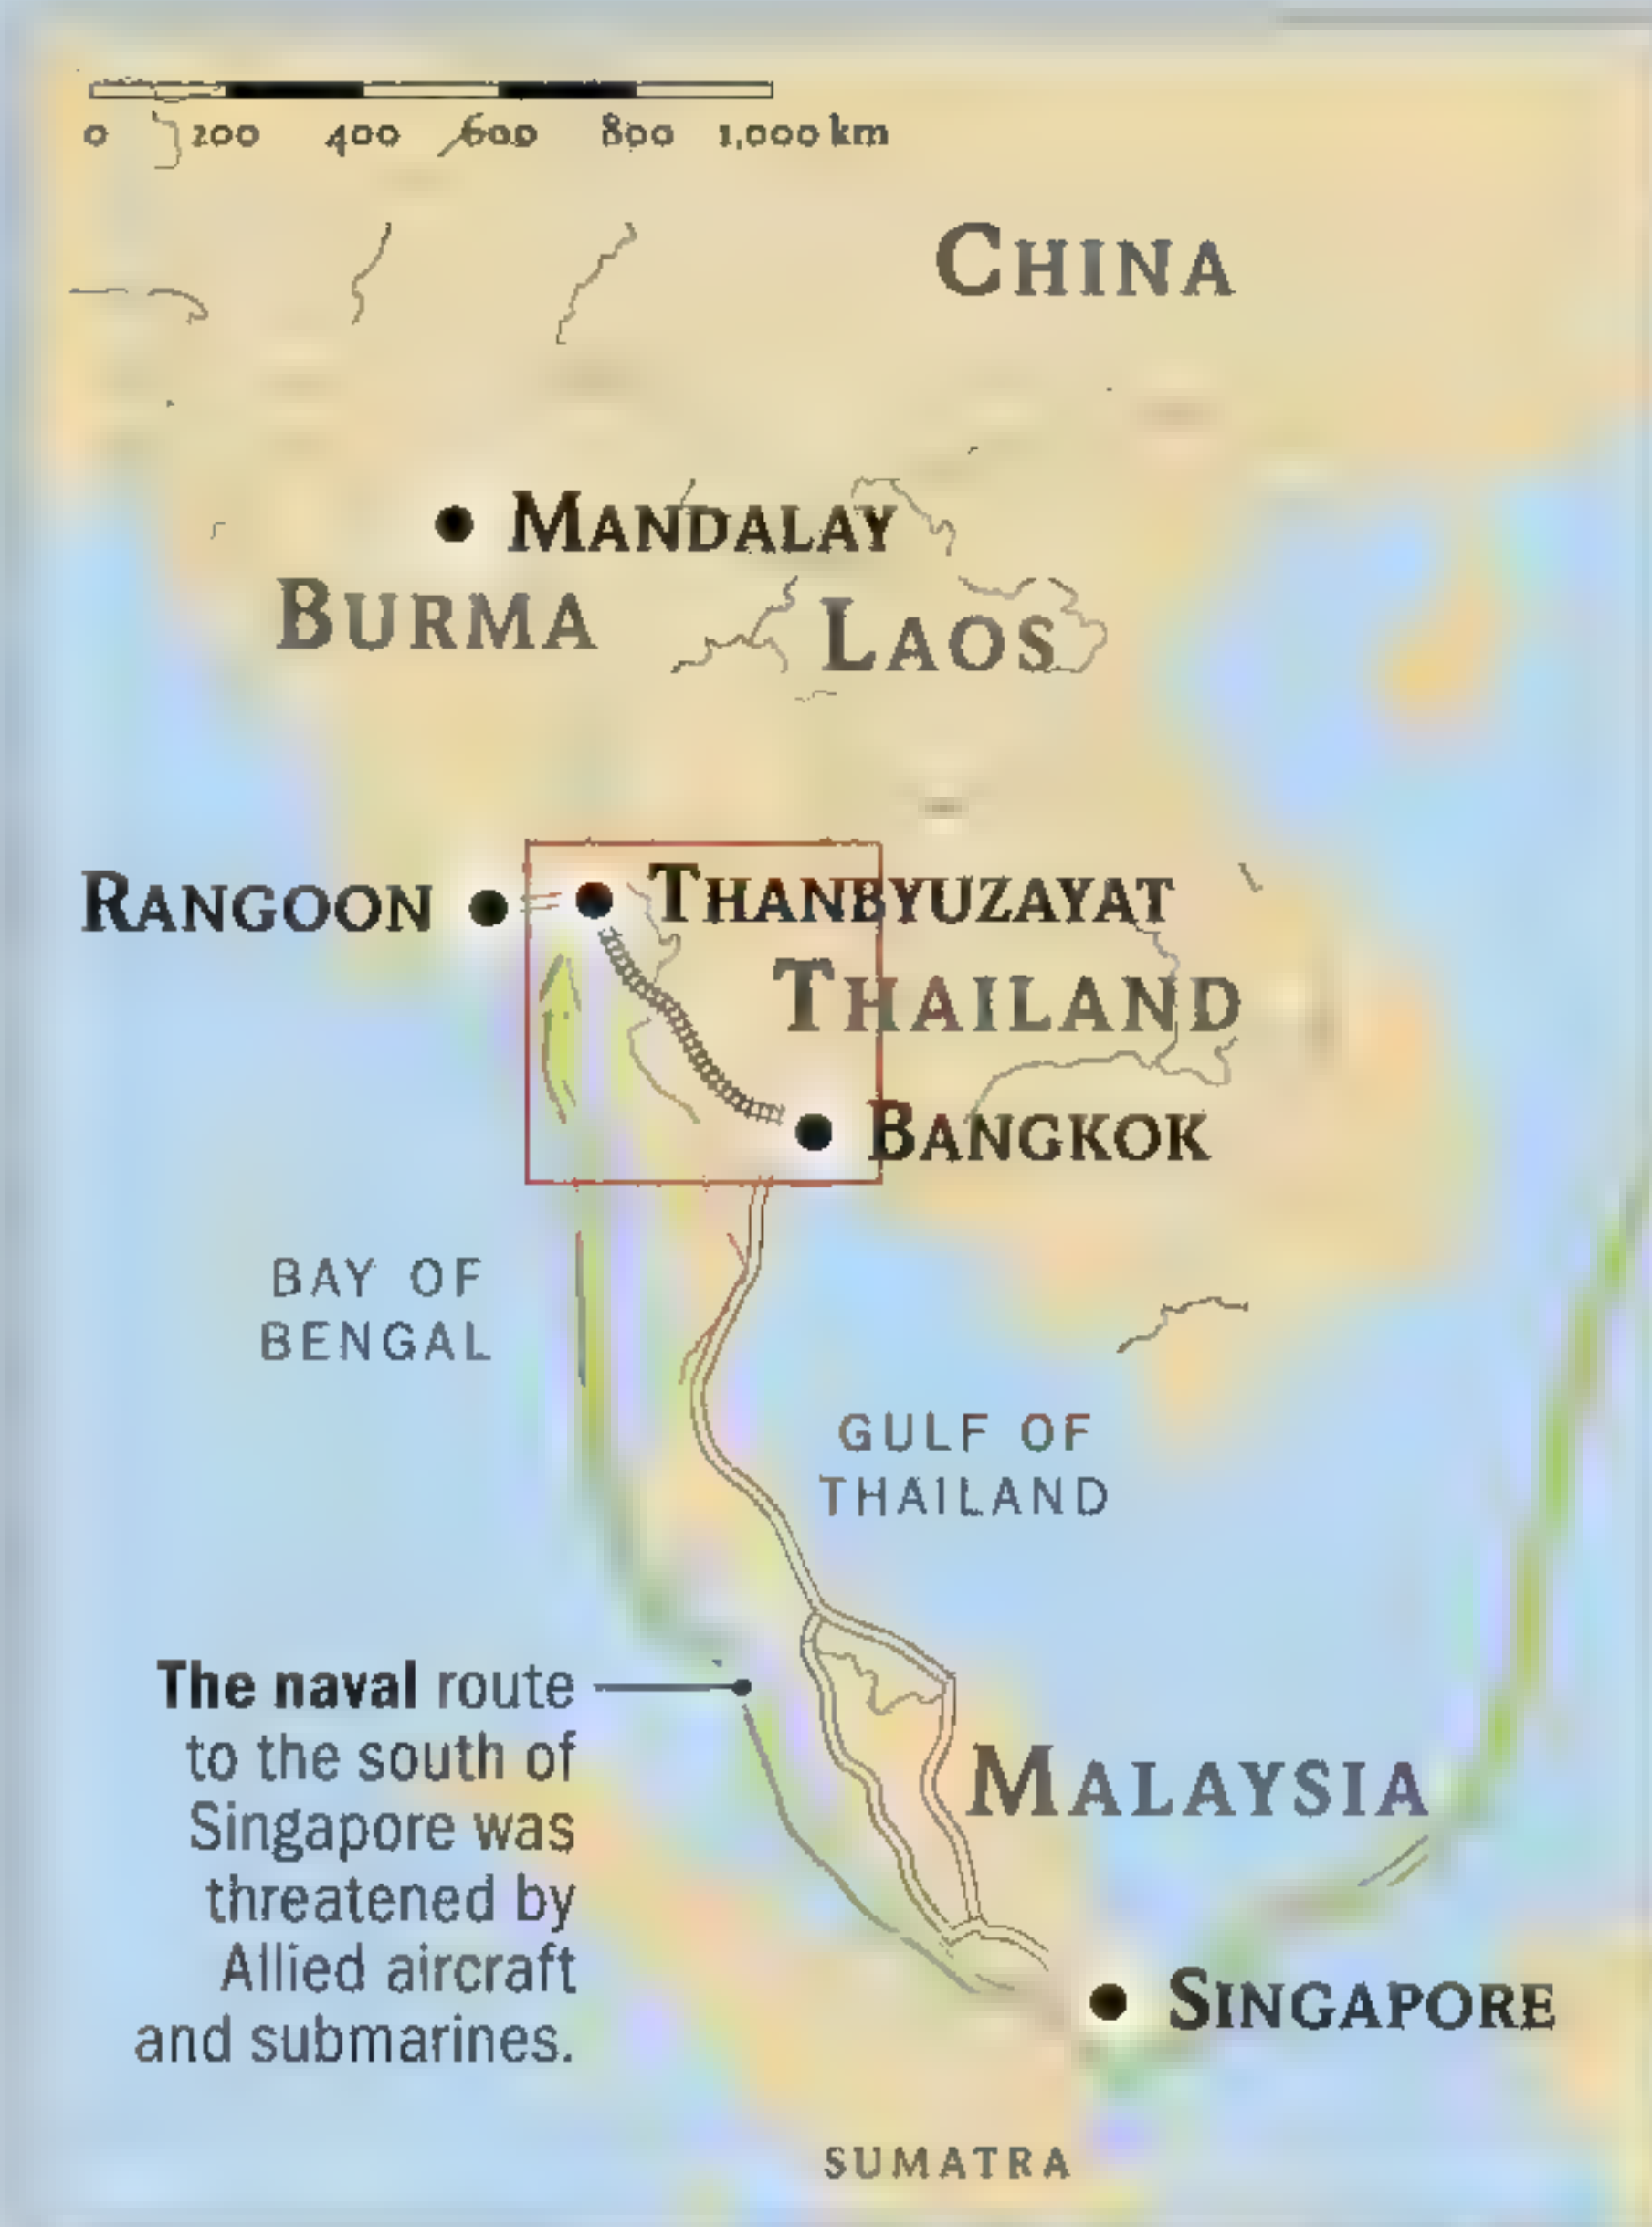 0 200 400 600 800 1,000 km
CHINA
MANDALAY
BURMA
LAOS
RANGOON
THANBYUZAYAT
THAILAND
BANGKOK
BAY OF
BENGAL
GULF OF
THAILAND
The naval route
to the south of
Singapore was
threatened by
Allied aircraft
and submarines.
MALAYSIA
SINGAPORE
SUMATRA